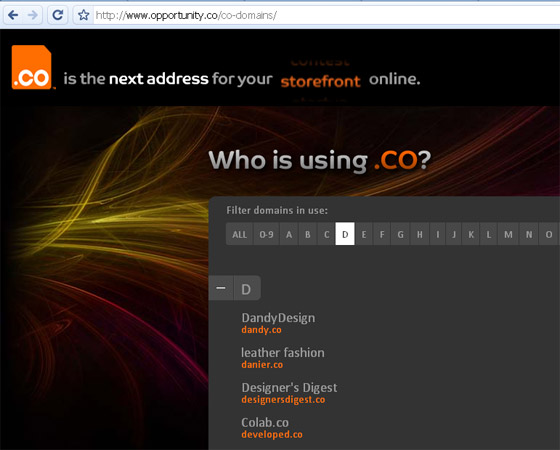 http://www.opportunity.co/co-domains/
.CO is the next address for your storefront online.
contest
Who is using .CO?
Filter domains in use:
ALL 0-9 A B C D E F G H I J K L M N O
D
DandyDesign
dandy.co
leather fashion
danier.co
Designer's Digest
designersdigest.co
Colab.co
developed.co